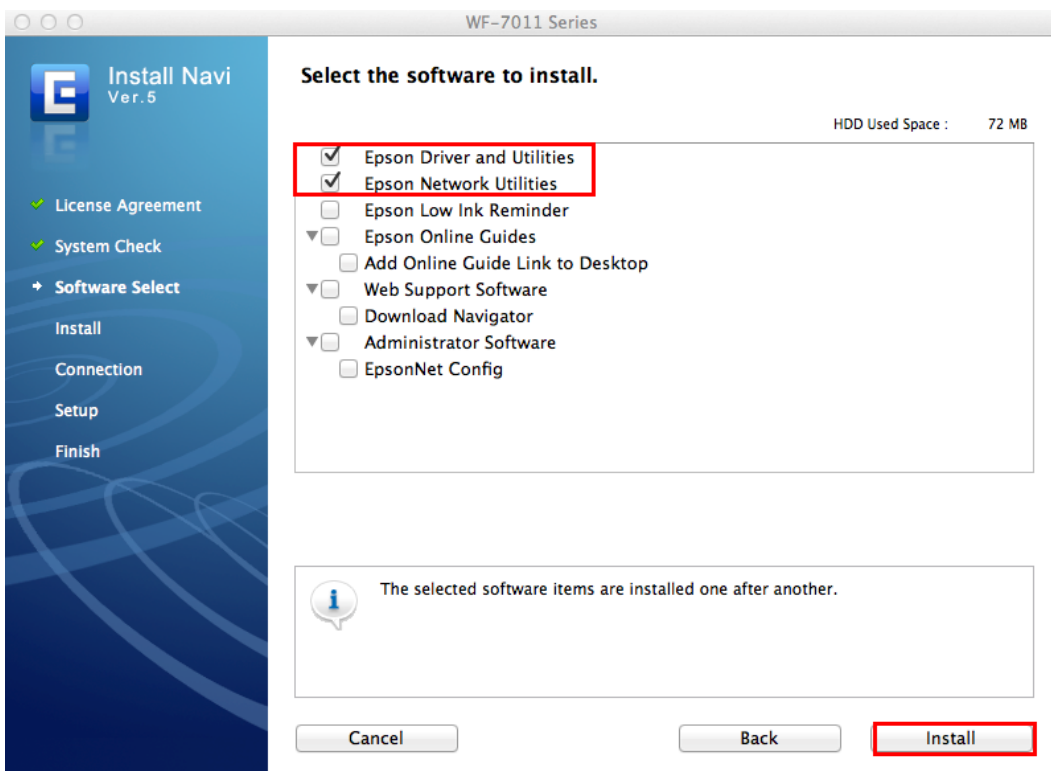 WF-7011 Series
Install Navi
Ver.5
License Agreement
System Check
Software Select
Install
Connection
Setup
Finish
Select the software to install.
HDD Used Space : 72 MB
Epson Driver and Utilities
Epson Network Utilities
Epson Low Ink Reminder
Epson Online Guides
Add Online Guide Link to Desktop
Web Support Software
Download Navigator
Administrator Software
EpsonNet Config
The selected software items are installed one after another.
Cancel Back Install